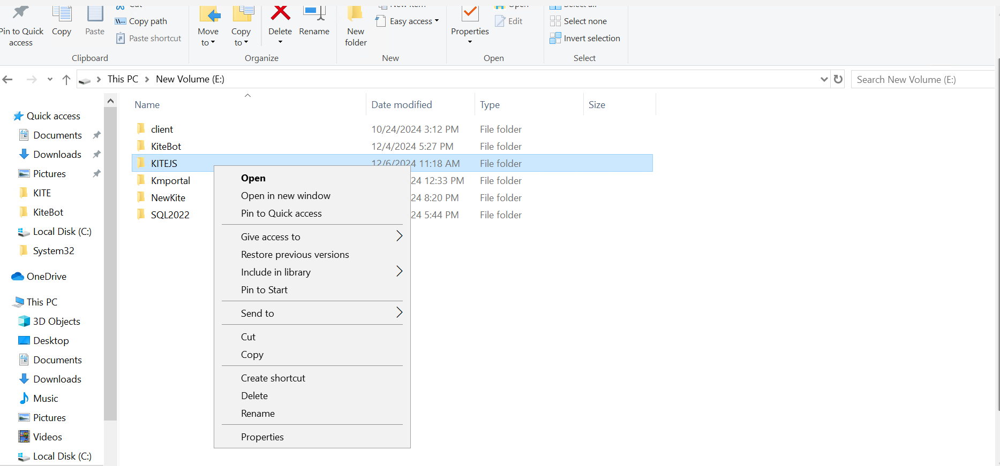 Pin to Quick access
Copy
Paste
Cut
Copy path
Paste shortcut
Clipboard
Move to
Copy to
Delete
Rename
Organize
New folder
New item
Easy access
New
Properties
Open
Edit
Open
Select all
Select none
Invert selection
Select
This PC
New Volume (E:)
Search New Volume (E:)
Quick access
Documents
Downloads
Pictures
KITE
KiteBot
Local Disk (C:)
System32
OneDrive
This PC
3D Objects
Desktop
Documents
Downloads
Music
Pictures
Videos
Local Disk (C:)
Name Date modified Type Size
client 10/24/2024 3:12 PM File folder
KiteBot 12/4/2024 5:27 PM File folder
KITEJS 12/6/2024 11:18 AM File folder
Kmportal 24 12:33 PM File folder
NewKite 24 8:20 PM File folder
SQL2022 24 5:44 PM File folder
Open
Open in new window
Pin to Quick access
Give access to
Restore previous versions
Include in library
Pin to Start
Send to
Cut
Copy
Create shortcut
Delete
Rename
Properties